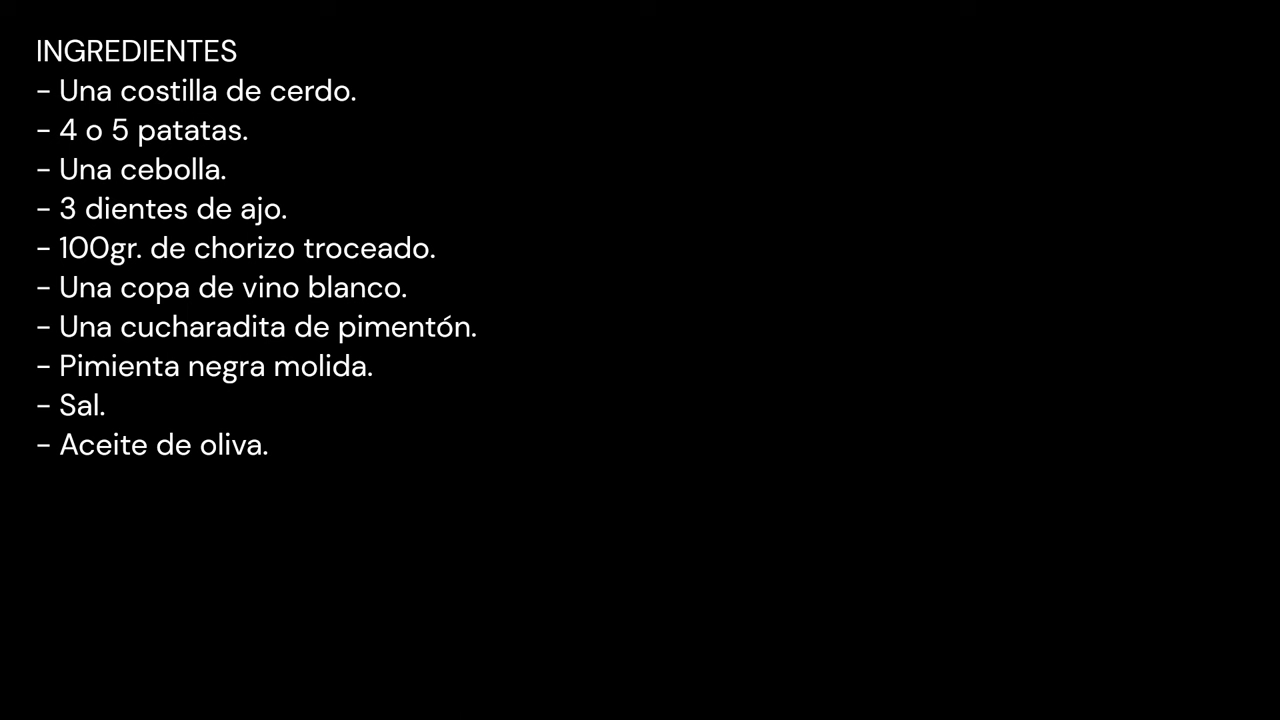 INGREDIENTES
- Una costilla de cerdo.
- 4 o 5 patatas.
- Una cebolla.
- 3 dientes de ajo.
- 100gr. de chorizo troceado.
- Una copa de vino blanco.
- Una cucharadita de pimentón.
- Pimienta negra molida.
- Sal.
- Aceite de oliva.